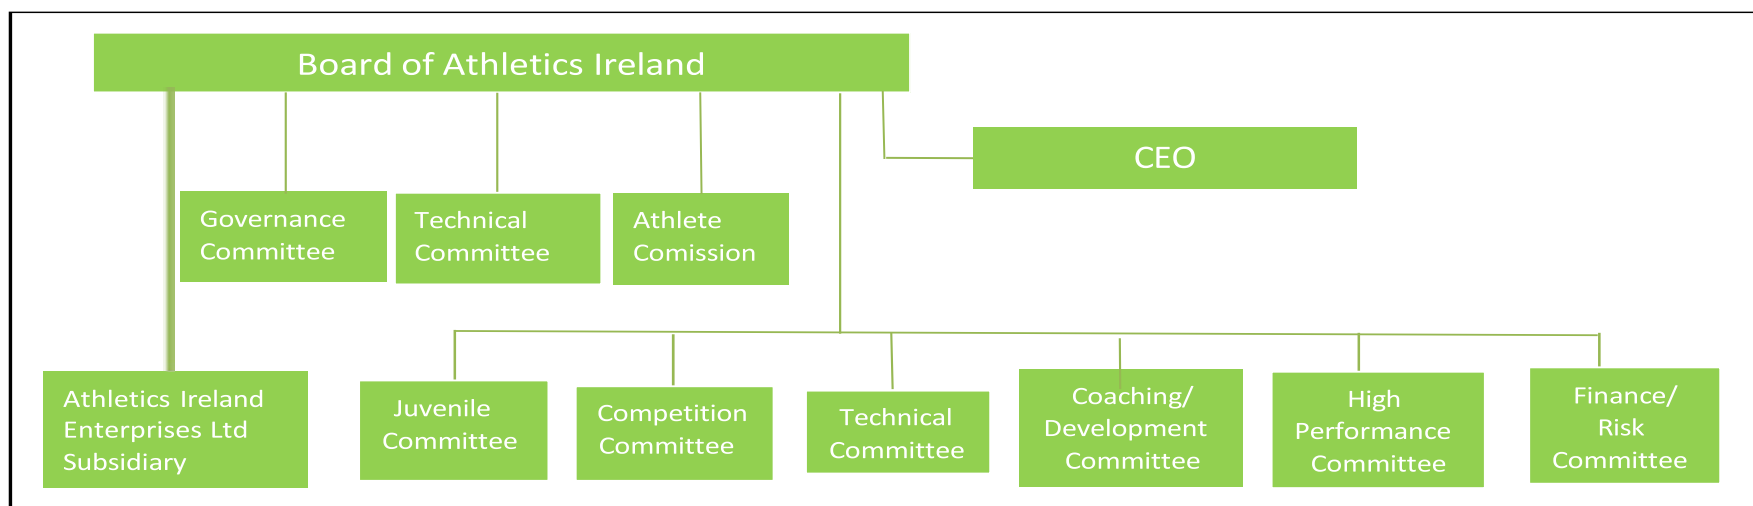 Board of Athletics Ireland
CEO
Governance
Committee
Technical
Committee
Athlete
Comission
Athletics Ireland
Enterprises Ltd
Subsidiary
Juvenile
Committee
Competition
Committee
Technical
Committee
Coaching/
Development
Committee
High
Performance
Committee
Finance/
Risk
Committee